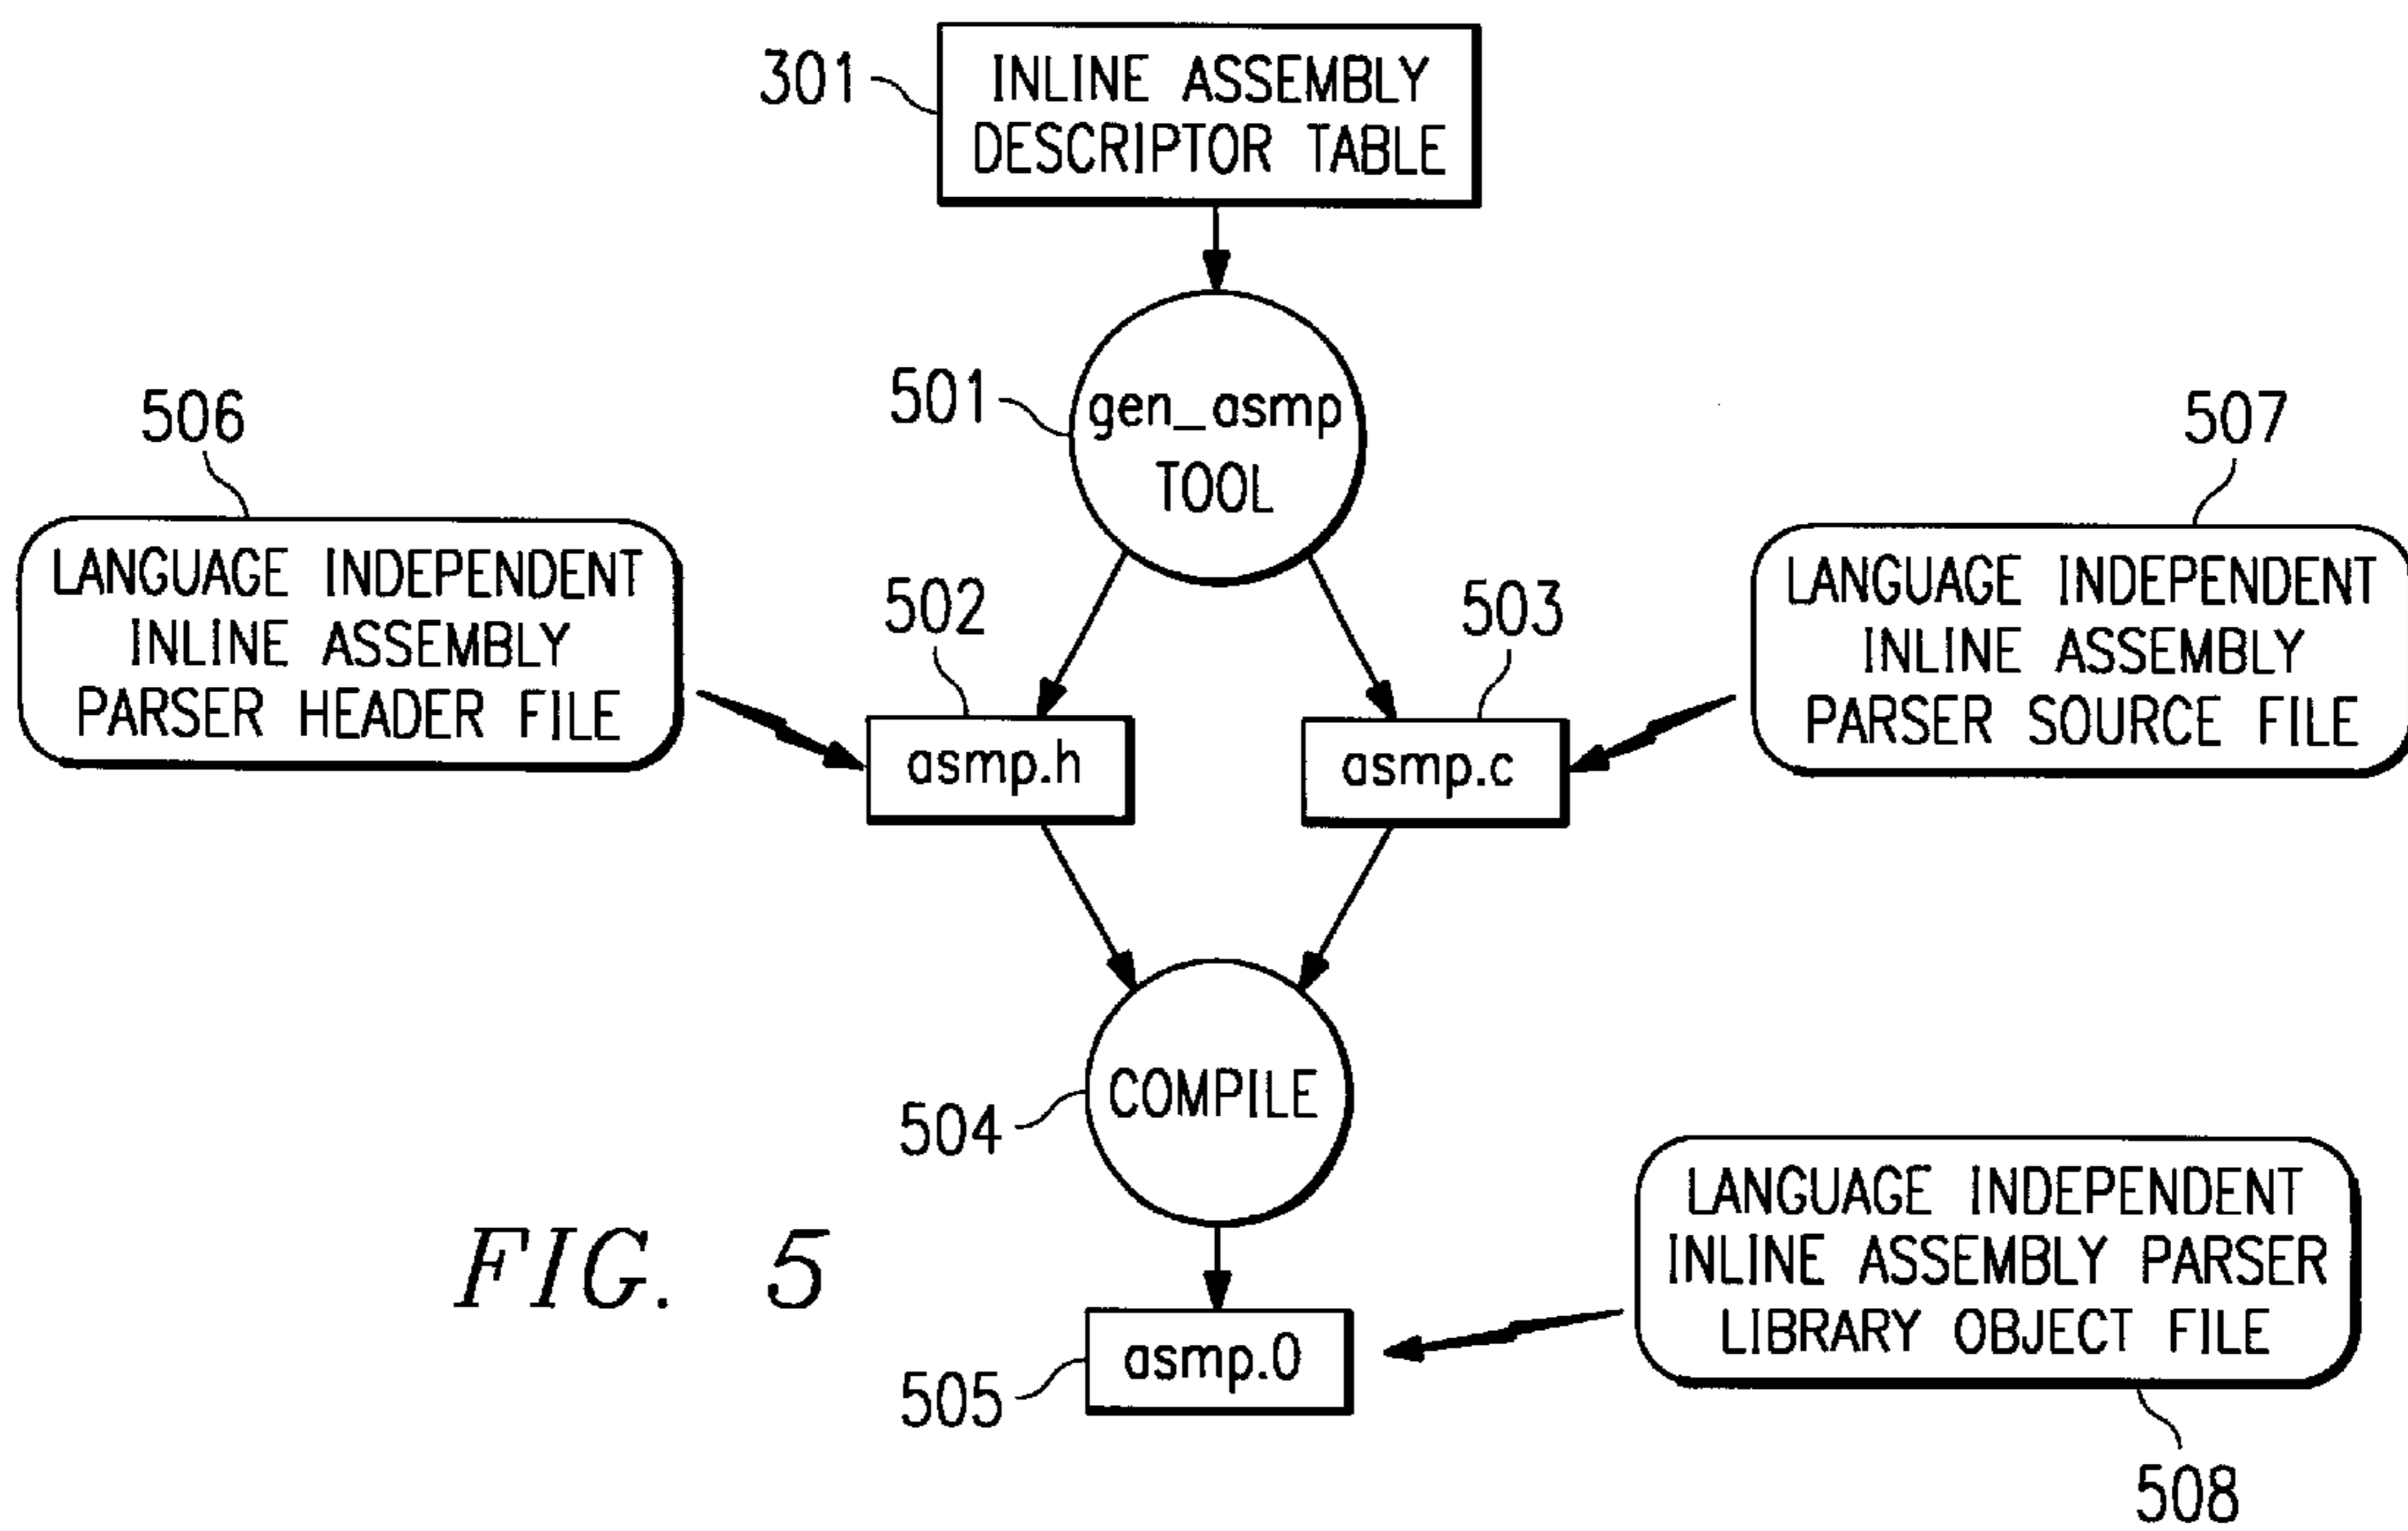 301
INLINE ASSEMBLY
DESCRIPTOR TABLE
501
gen_asmp
TOOL
506
LANGUAGE INDEPENDENT
INLINE ASSEMBLY
PARSER HEADER FILE
507
LANGUAGE INDEPENDENT
INLINE ASSEMBLY
PARSER SOURCE FILE
502
asmp.h
503
asmp.c
504
COMPILE
FIG. 5
505
asmp.0
LANGUAGE INDEPENDENT
INLINE ASSEMBLY PARSER
LIBRARY OBJECT FILE
508